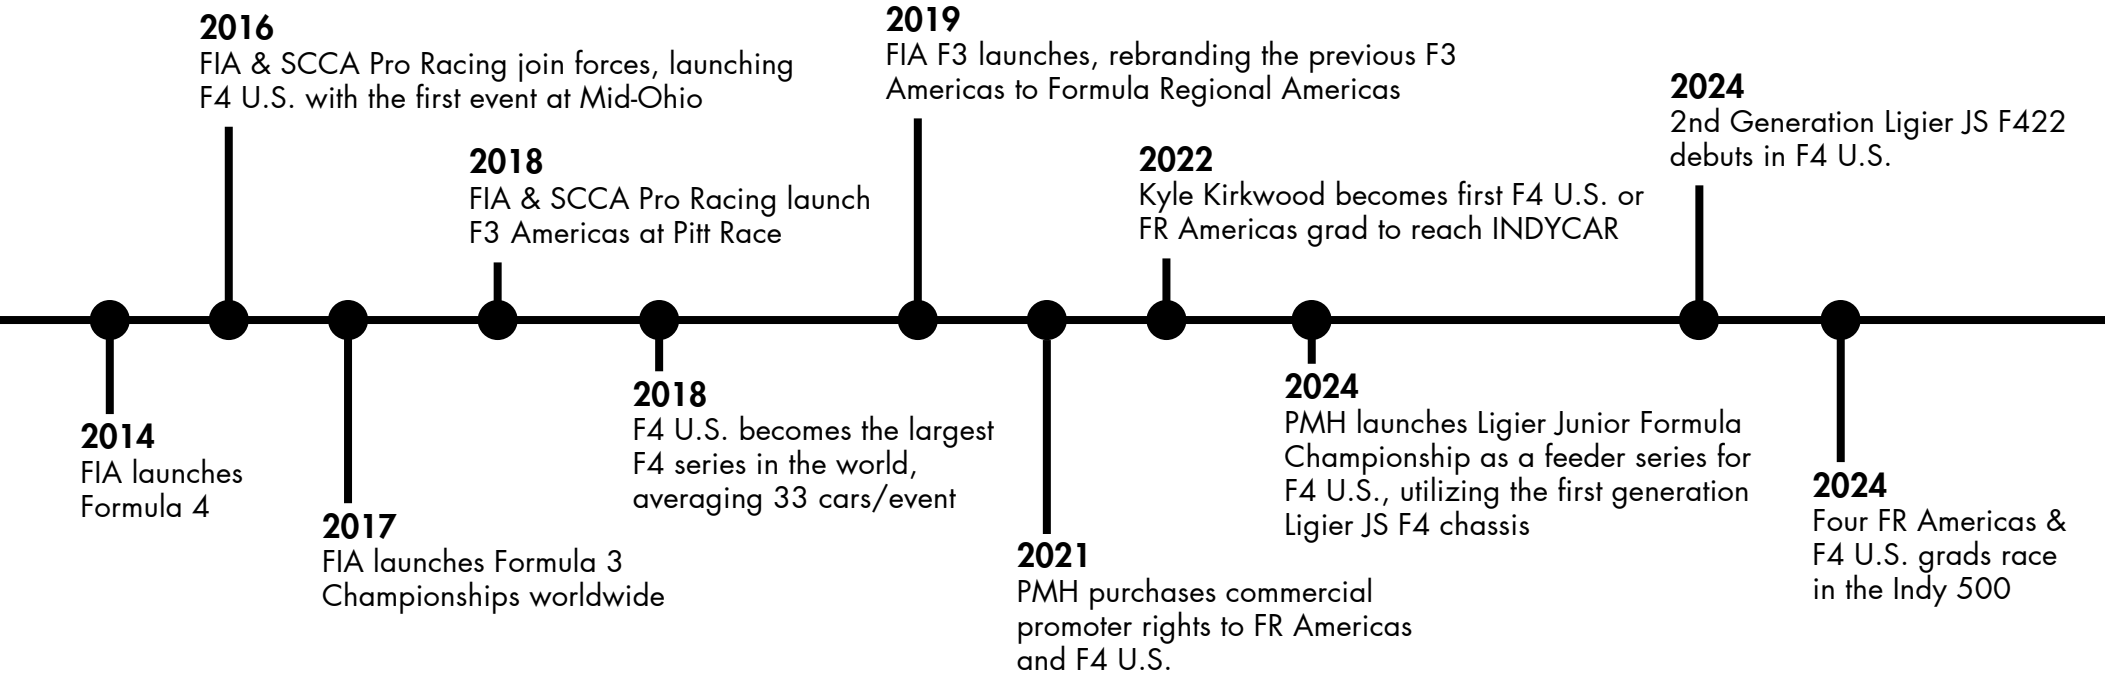 2014
FIA launches
Formula 4
2016
FIA & SCCA Pro Racing join forces, launching
F4 U.S. with the first event at Mid-Ohio
2017
FIA launches Formula 3
Championships worldwide
2018
FIA & SCCA Pro Racing launch
F3 Americas at Pitt Race
2018
F4 U.S. becomes the largest
F4 series in the world,
averaging 33 cars/event
2019
FIA F3 launches, rebranding the previous F3
Americas to Formula Regional Americas
2021
PMH purchases commercial
promoter rights to FR Americas
and F4 U.S.
2022
Kyle Kirkwood becomes first F4 U.S. or
FR Americas grad to reach INDYCAR
2024
PMH launches Ligier Junior Formula
Championship as a feeder series for
F4 U.S., utilizing the first generation
Ligier JS F4 chassis
2024
2nd Generation Ligier JS F422
debuts in F4 U.S.
2024
Four FR Americas &
F4 U.S. grads race
in the Indy 500